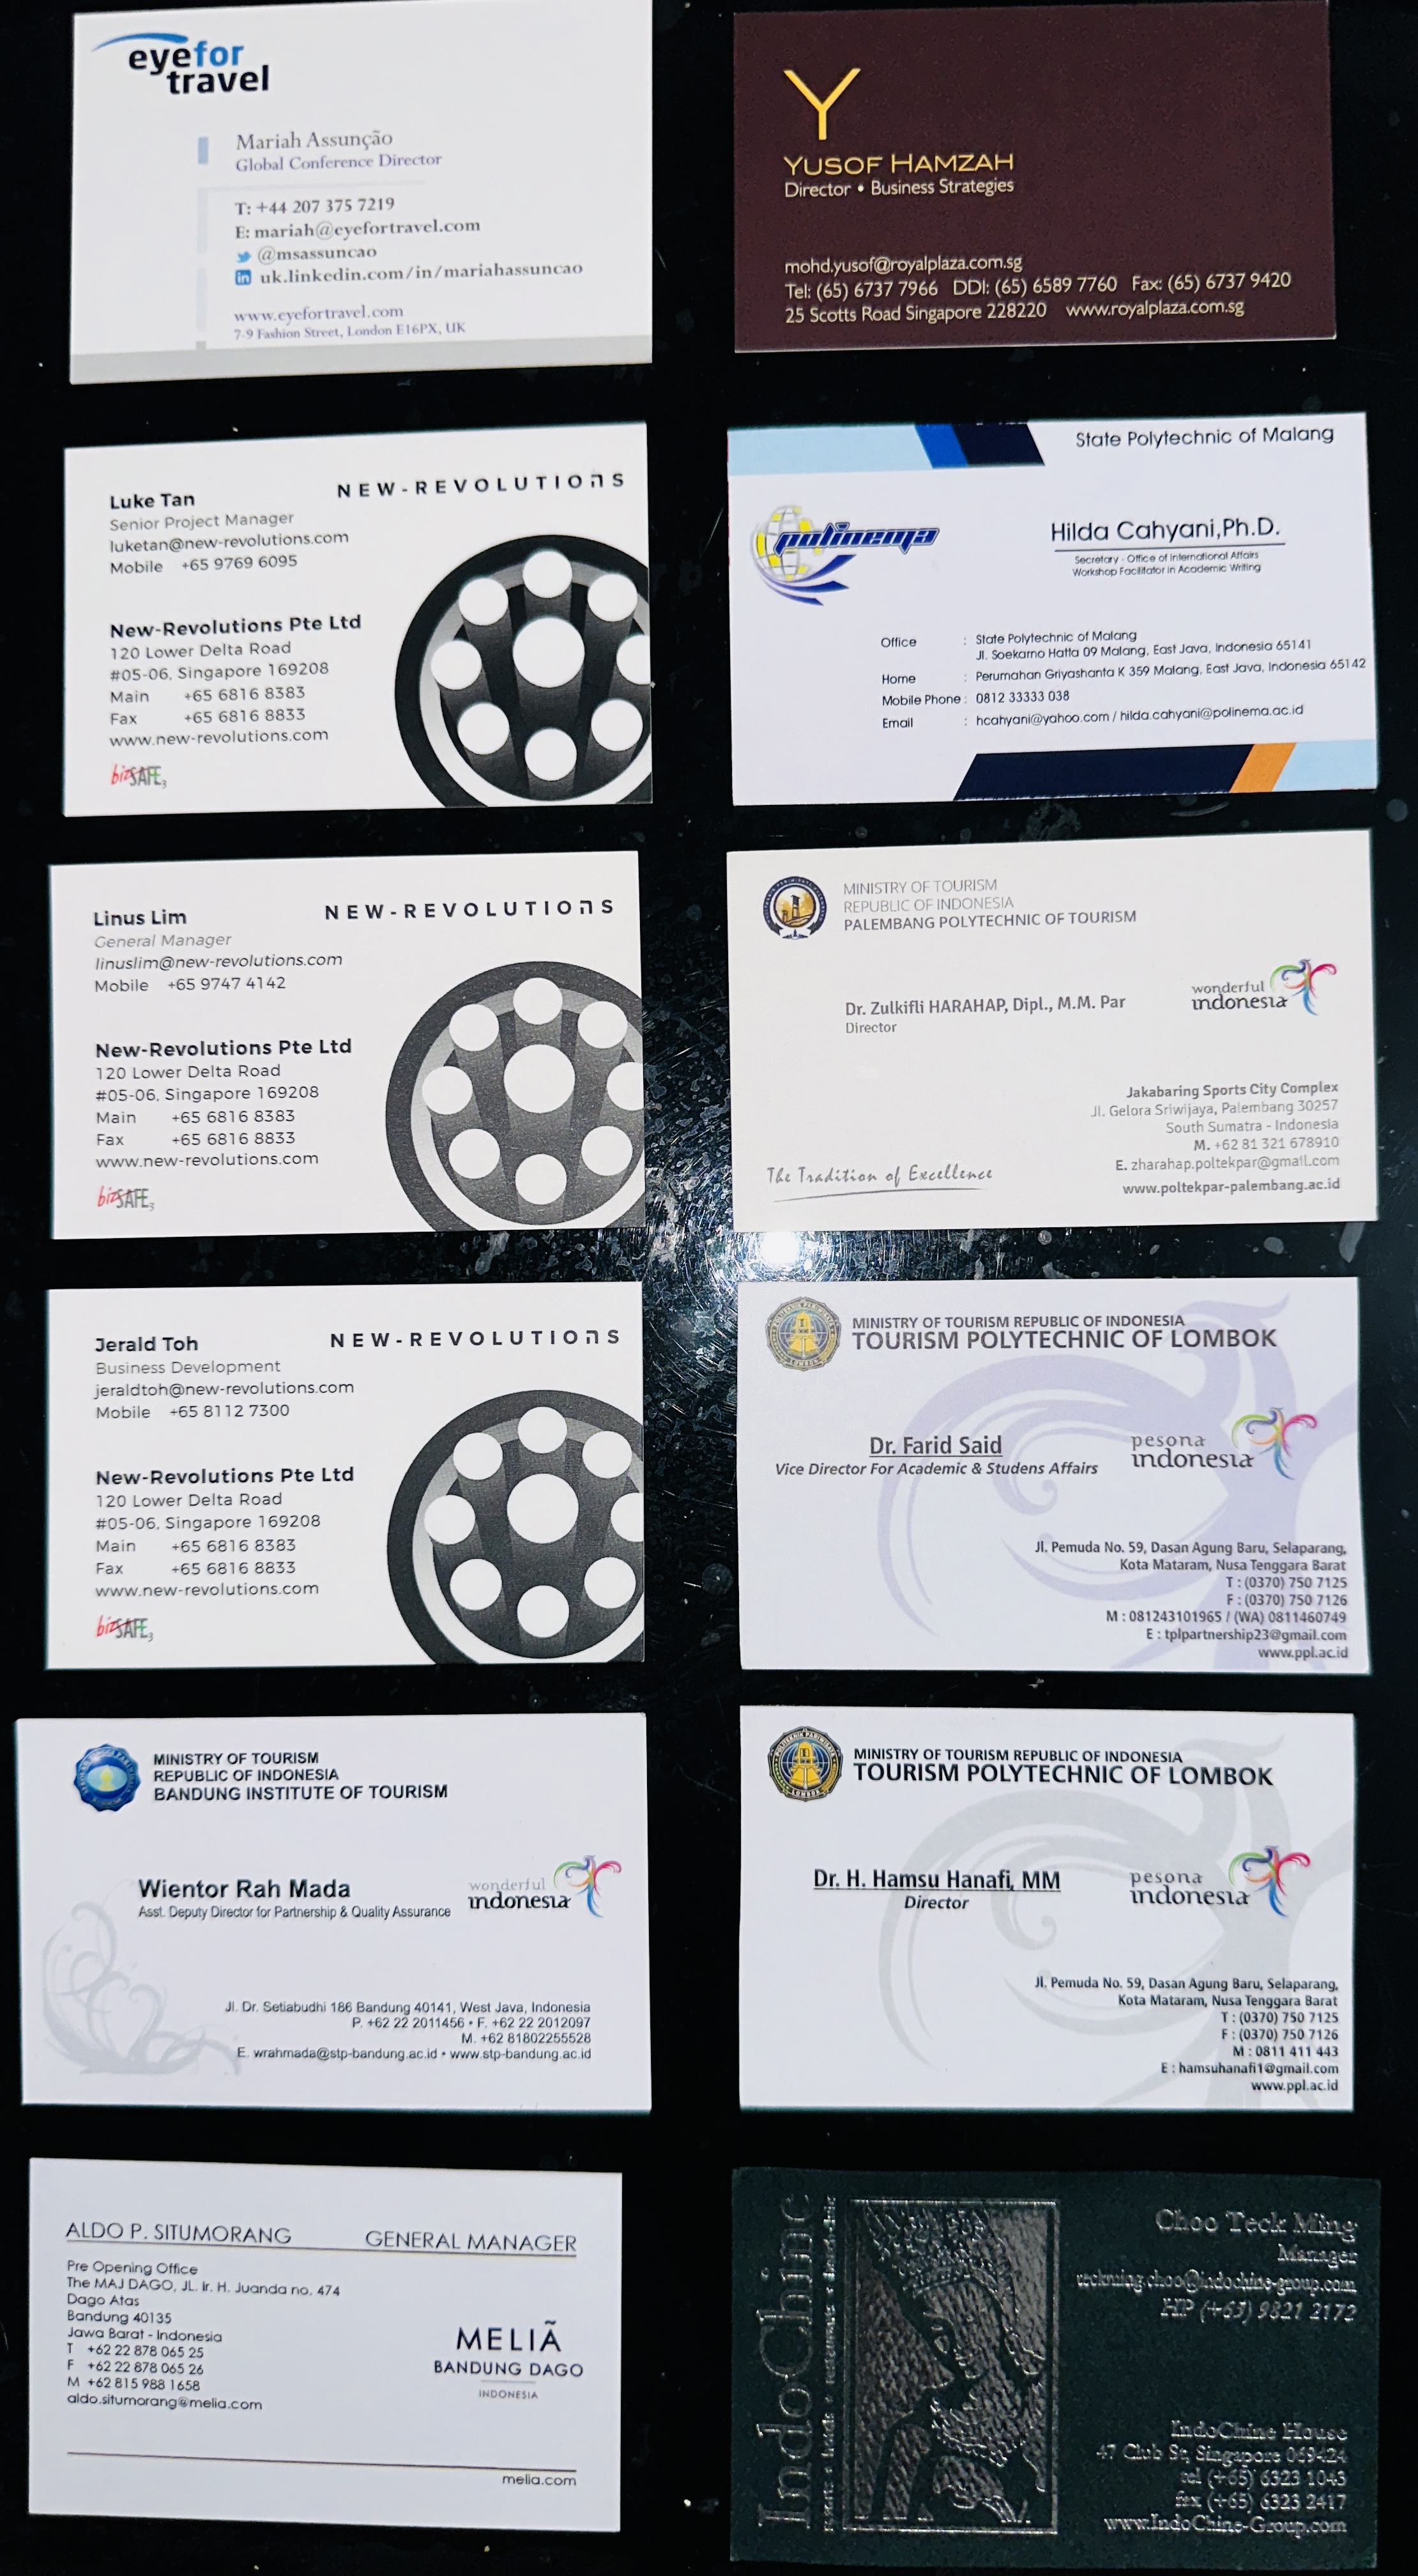 eyefor
travel
Mariah Assunção
Global Conference Director
T: +44 207 375 7219
E: mariah@eyefortravel.com
@msassuncao
in uk.linkedin.com/in/mariahassuncao
www.eyefortravel.com
7-9 Fashion Street, London E16PX, UK
Y
YUSOF HAMZAH
Director • Business Strategies
mohd.yusof@royalplaza.com.sg
Tel: (65) 6737 7966 DDI: (65) 6589 7760 Fax: (65) 6737 9420
25 Scotts Road Singapore 228220 www.royalplaza.com.sg
NEW-REVOLUTIONS
Luke Tan
Senior Project Manager
luketan@new-revolutions.com
Mobile +65 9769 6095
New-Revolutions Pte Ltd
120 Lower Delta Road
#05-06, Singapore 169208
Main +65 6816 8383
Fax +65 6816 8833
www.new-revolutions.com
bizSAFE3
State Polytechnic of Malang
polinema
Hilda Cahyani,Ph.D.
Secretary - Office of International Affairs
Workshop Facilitator in Academic Writing
Office : State Polytechnic of Malang
Jl. Soekarno Hatta 09 Malang, East Java, Indonesia 65141
Home : Perumahan Griyashanta K 359 Malang, East Java, Indonesia 65142
Mobile Phone : 0812 33333 038
Email : hcahyani@yahoo.com / hilda.cahyani@polinema.ac.id
NEW-REVOLUTIONS
Linus Lim
General Manager
linuslim@new-revolutions.com
Mobile +65 9747 4142
New-Revolutions Pte Ltd
120 Lower Delta Road
#05-06, Singapore 169208
Main +65 6816 8383
Fax +65 6816 8833
www.new-revolutions.com
bizSAFE3
MINISTRY OF TOURISM
REPUBLIC OF INDONESIA
PALEMBANG POLYTECHNIC OF TOURISM
wonderful
indonesia
Dr. Zulkifli HARAHAP, Dipl., M.M. Par
Director
Jakabaring Sports City Complex
Jl. Gelora Sriwijaya, Palembang 30257
South Sumatra - Indonesia
M. +62 81 321 678910
E. zharahap.poltekpar@gmail.com
www.poltekpar-palembang.ac.id
The Tradition of Excellence
NEW-REVOLUTIONS
Jerald Toh
Business Development
jeraldtoh@new-revolutions.com
Mobile +65 8112 7300
New-Revolutions Pte Ltd
120 Lower Delta Road
#05-06, Singapore 169208
Main +65 6816 8383
Fax +65 6816 8833
www.new-revolutions.com
bizSAFE3
MINISTRY OF TOURISM REPUBLIC OF INDONESIA
TOURISM POLYTECHNIC OF LOMBOK
Dr. Farid Said
Vice Director For Academic & Studens Affairs
pesona
indonesia
Jl. Pemuda No. 59, Dasan Agung Baru, Selaparang,
Kota Mataram, Nusa Tenggara Barat
T : (0370) 750 7125
F : (0370) 750 7126
M : 081243101965 / (WA) 0811460749
E : tplpartnership23@gmail.com
www.ppl.ac.id
MINISTRY OF TOURISM
REPUBLIC OF INDONESIA
BANDUNG INSTITUTE OF TOURISM
Wientor Rah Mada
Asst. Deputy Director for Partnership & Quality Assurance
wonderful
indonesia
Jl. Dr. Setiabudhi 186 Bandung 40141, West Java, Indonesia
P. +62 22 2011456 • F. +62 22 2012097
M. +62 81802255528
E. wrahmada@stp-bandung.ac.id • www.stp-bandung.ac.id
MINISTRY OF TOURISM REPUBLIC OF INDONESIA
TOURISM POLYTECHNIC OF LOMBOK
Dr. H. Hamsu Hanafi, MM
Director
pesona
indonesia
Jl. Pemuda No. 59, Dasan Agung Baru, Selaparang,
Kota Mataram, Nusa Tenggara Barat
T : (0370) 750 7125
F : (0370) 750 7126
M : 0811 411 443
E : hamsuhanafi1@gmail.com
www.ppl.ac.id
ALDO P. SITUMORANG GENERAL MANAGER
Pre Opening Office
The MAJ DAGO, JL. Ir. H. Juanda no. 474
Dago Atas
Bandung 40135
Jawa Barat - Indonesia
T +62 22 878 065 25
F +62 22 878 065 26
M +62 815 988 1658
aldo.situmorang@melia.com
MELIÃ
BANDUNG DAGO
INDONESIA
melia.com
IndoChine
Choo Teck Ming
Manager
teckming.choo@indochine-group.com
HP (+65) 9821 2172
IndoChine House
47 Club St, Singapore 069424
tel (+65) 6323 1043
fax (+65) 6323 2417
www.IndoChine-Group.com